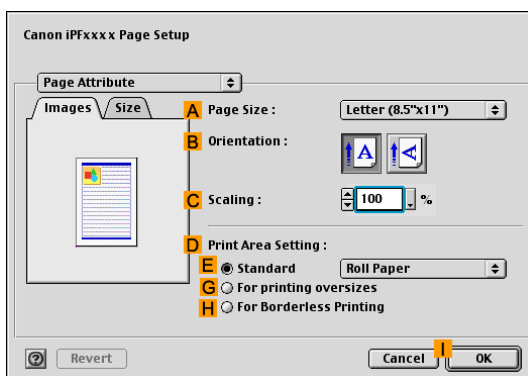 Canon iPFxxxx Page Setup
Page Attribute
Images Size
A Page Size : Letter (8.5"x11")
B Orientation : A A
C Scaling : 100 %
D Print Area Setting :
E Standard Roll Paper
G For printing oversizes
H For Borderless Printing
? Revert Cancel I OK